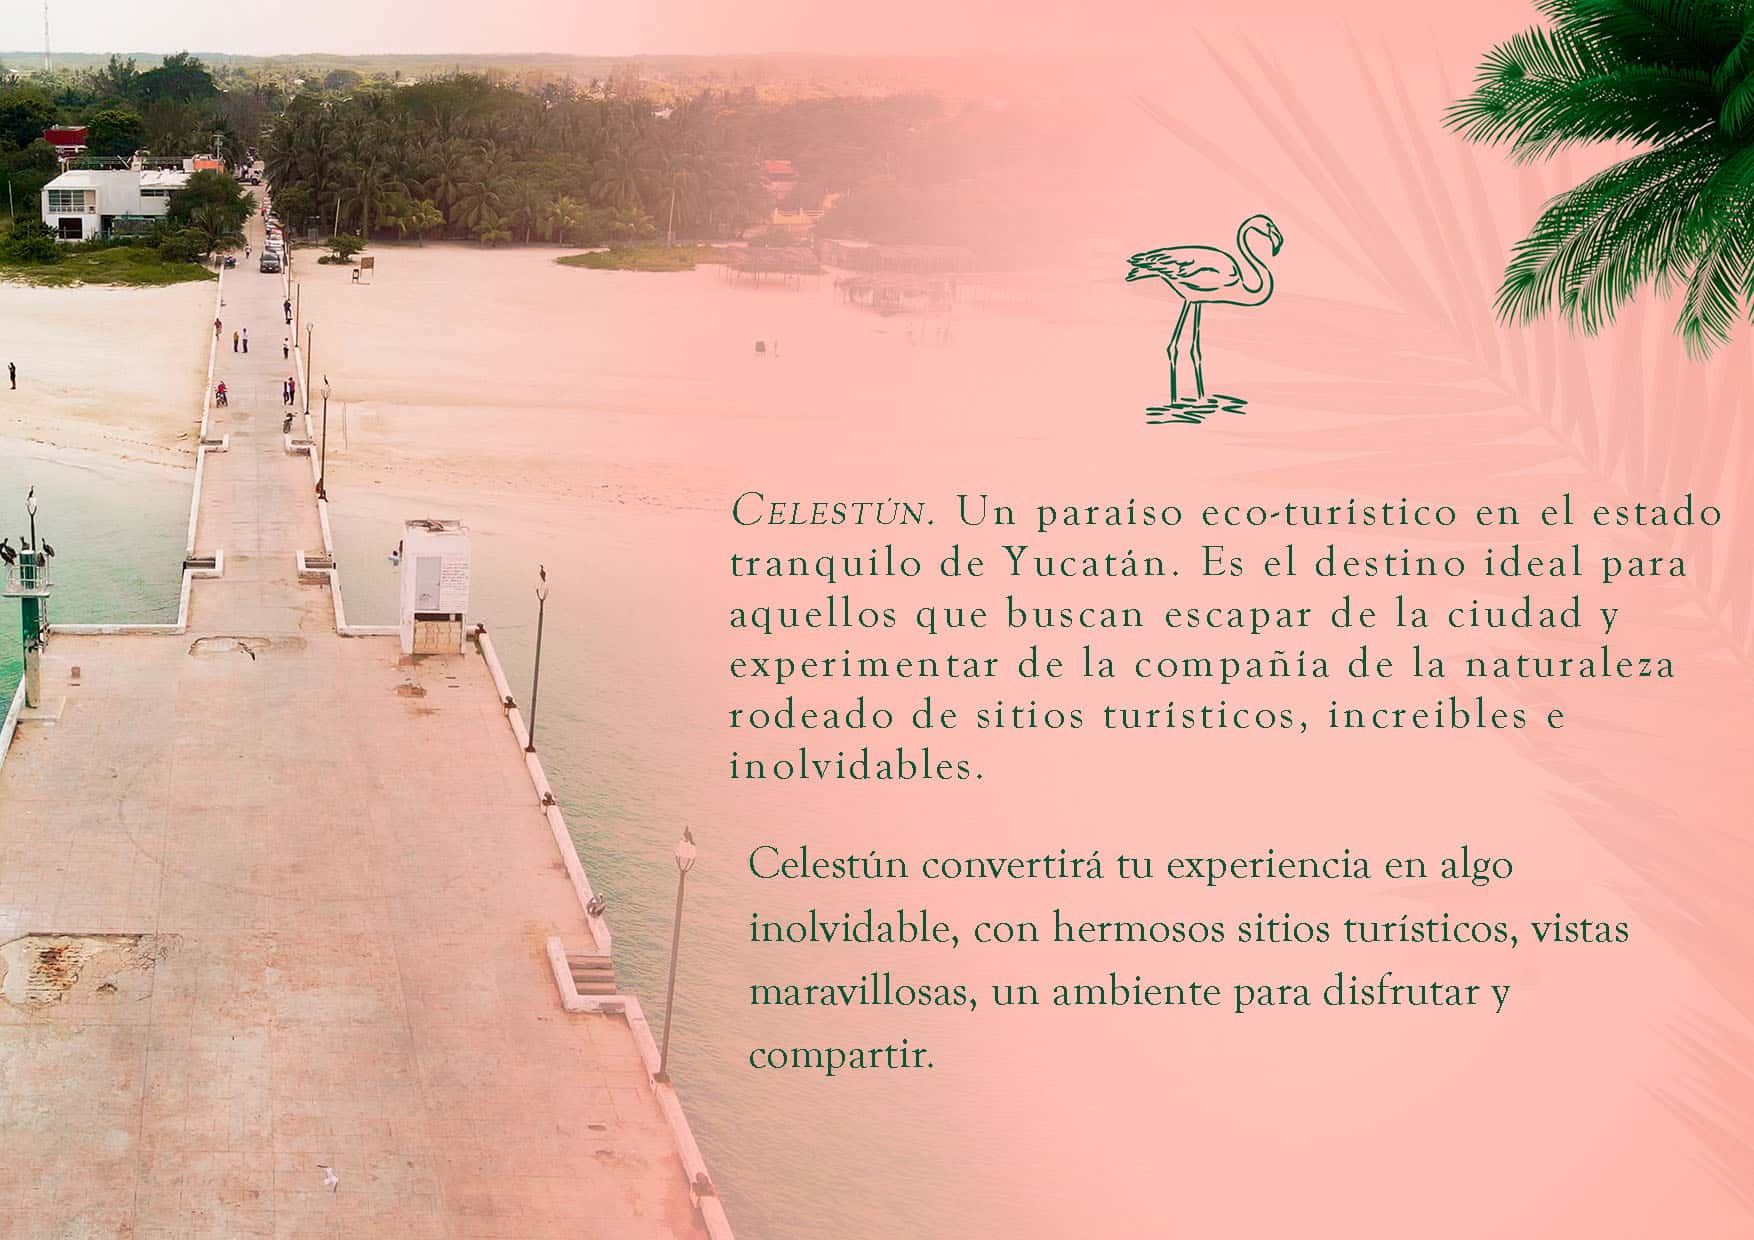 CELESTÚN. Un paraíso eco-turístico en el estado
tranquilo de Yucatán. Es el destino ideal para
aquellos que buscan escapar de la ciudad y
experimentar de la compañía de la naturaleza
rodeado de sitios turísticos, increibles e
inolvidables.
Celestún convertirá tu experiencia en algo
inolvidable, con hermosos sitios turísticos, vistas
maravillosas, un ambiente para disfrutar y
compartir.